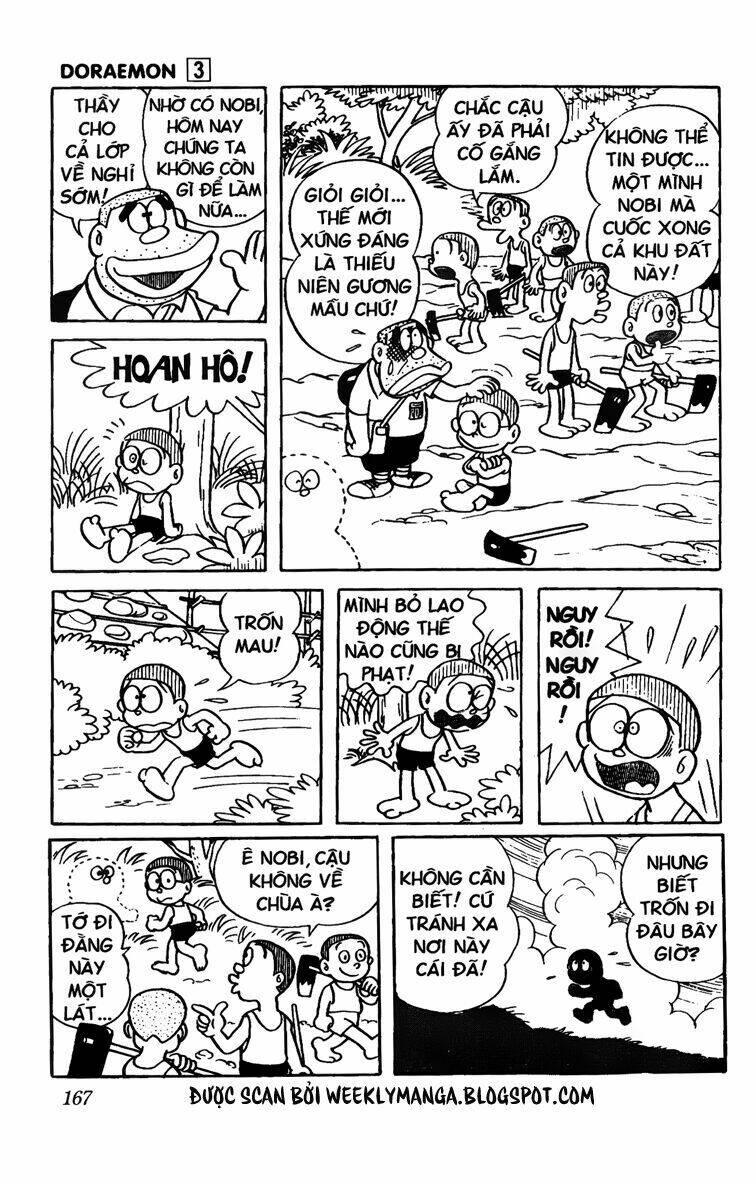 DORAEMON 3
KHÔNG THỂ
TIN ĐƯỢC...
MỘT MÌNH
NOBI MÀ
CUỐC XONG
CẢ KHU ĐẤT
NÀY!
CHẮC CẬU
ẤY ĐÃ PHẢI
CỐ GẮNG
LẮM.
GIỎI GIỎI...
THẾ MỚI
XỨNG ĐÁNG
LÀ THIẾU
NIÊN GƯƠNG
MẪU CHỨ!
NHỜ CÓ NOBI,
HÔM NAY
CHÚNG TA
KHÔNG CÒN
GÌ ĐỂ LÀM
NỮA...
THẦY
CHO
CẢ LỚP
VỀ NGHỈ
SỚM!
HOAN HÔ!
NGUY
RỒI!
NGUY
RỒI
!
MÌNH BỎ LAO
ĐỘNG THẾ
NÀO CŨNG BỊ
PHẠT!
TRỐN
MAU!
NHƯNG
BIẾT
TRỐN ĐI
ĐÂU BÂY
GIỜ?
KHÔNG CẦN
BIẾT! CỨ
TRÁNH XA
NƠI NÀY
CÁI ĐÃ!
Ê NOBI, CẬU
KHÔNG VỀ
CHÙA À?
TỚ ĐI
ĐẰNG
NÀY
MỘT
LÁT...
167
ĐƯỢC SCAN BỞI WEEKLYMANGA.BLOGSPOT.COM